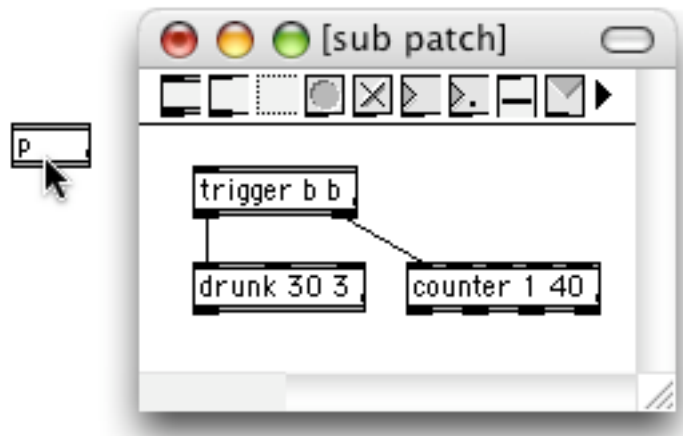 [sub patch]
p
trigger b b
drunk 30 3
counter 1 40